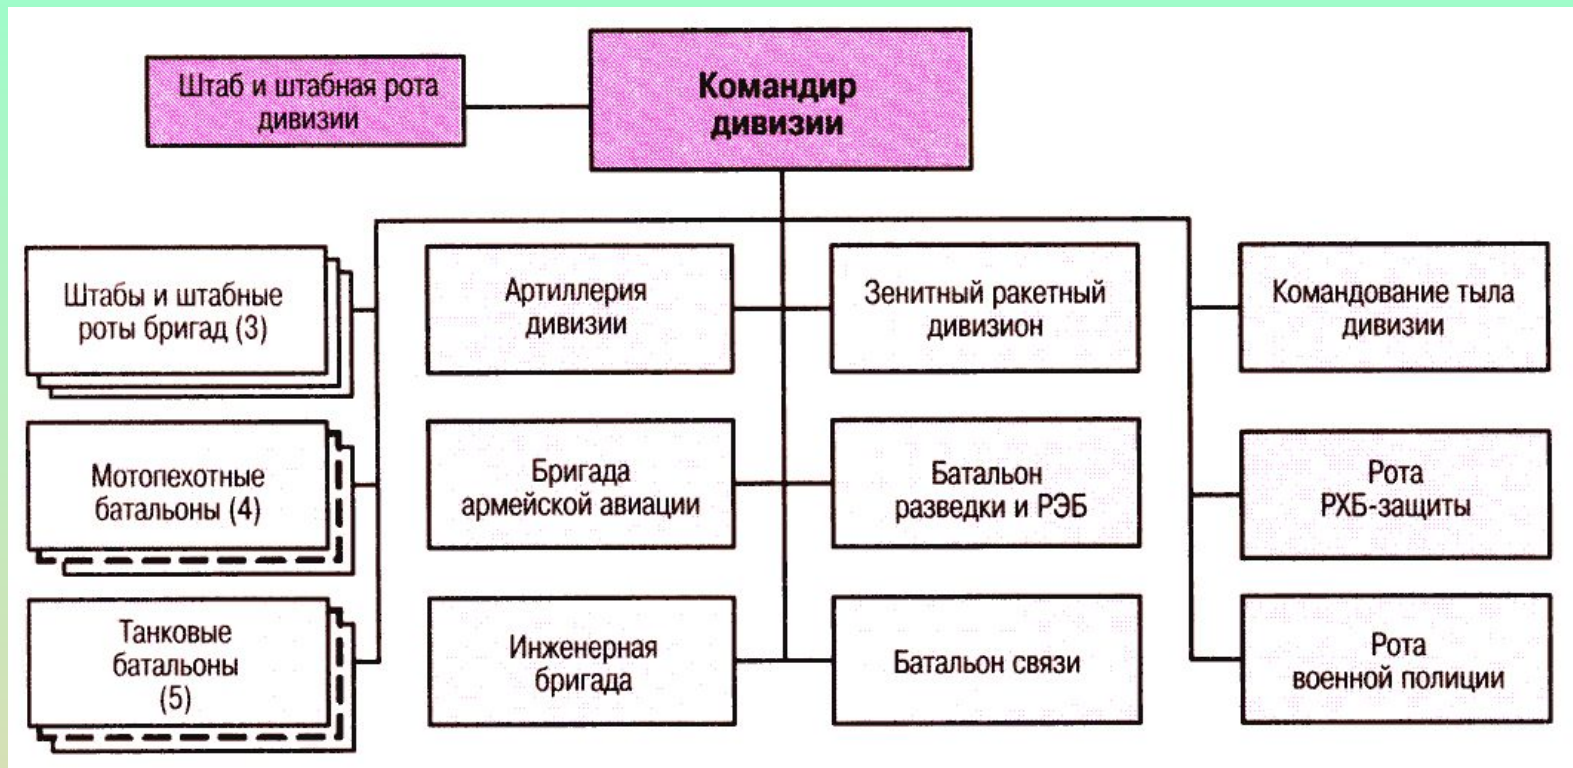 Штаб и штабная рота
дивизии
Командир
дивизии
Штабы и штабные
роты бригад (3)
Артиллерия
дивизии
Зенитный ракетный
дивизион
Командование тыла
дивизии
Мотопехотные
батальоны (4)
Бригада
армейской авиации
Батальон
разведки и РЭБ
Рота
РХБ-защиты
Танковые
батальоны
(5)
Инженерная
бригада
Батальон связи
Рота
военной полиции